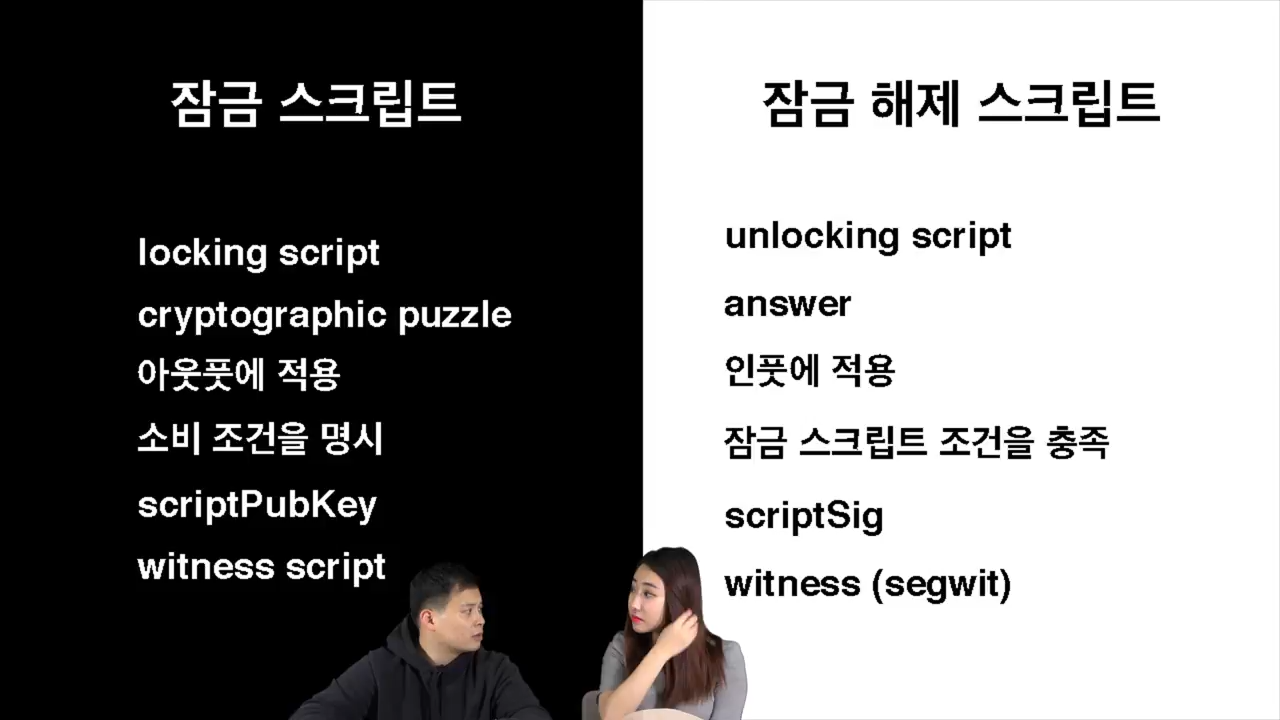 잠금 스크립트
locking script
cryptographic puzzle
아웃풋에 적용
소비 조건을 명시
scriptPubKey
witness script
잠금 해제 스크립트
unlocking script
answer
인풋에 적용
잠금 스크립트 조건을 충족
scriptSig
witness (segwit)